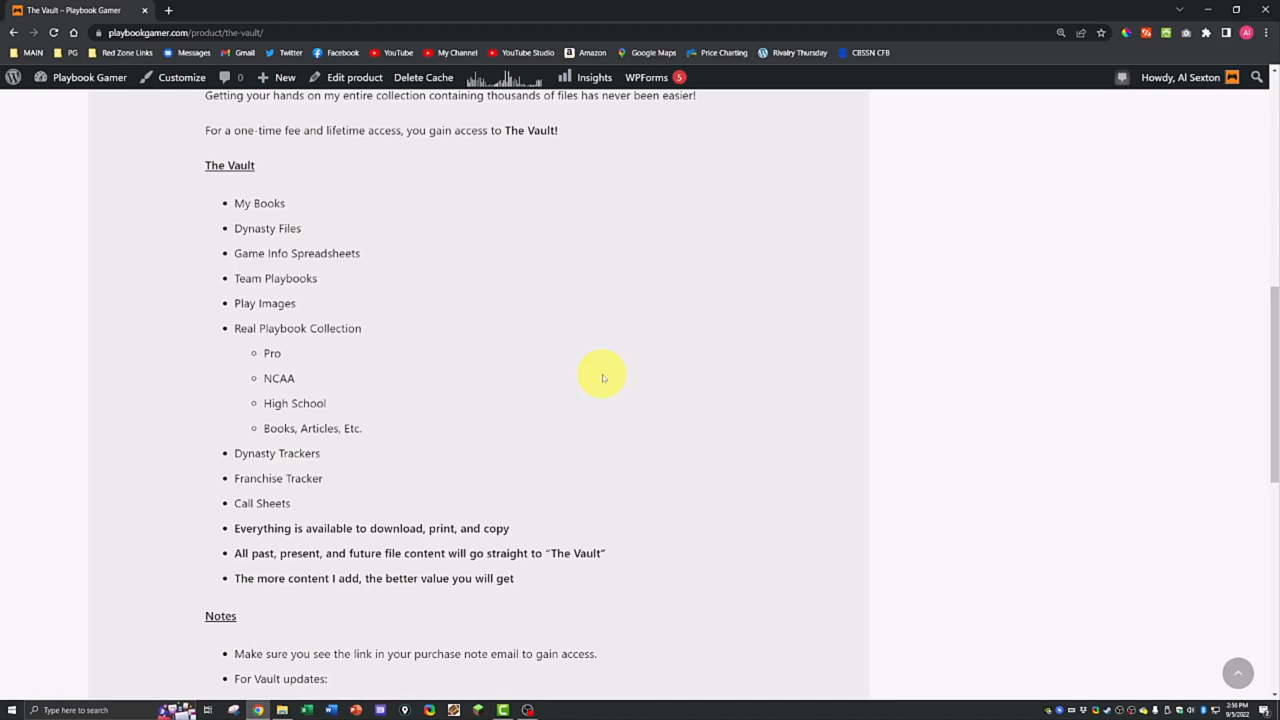 The Vault – Playbook Gamer
playbookgamer.com/product/the-vault/
MAIN PG Red Zone Links Messages Gmail Twitter Facebook YouTube My Channel YouTube Studio Amazon Google Maps Price Charting Rivalry Thursday CBSSN CFB
Playbook Gamer Customize 0 New Edit product Delete Cache Insights WPForms 5 Howdy, Al Sexton
Getting your hands on my entire collection containing thousands of files has never been easier!
For a one-time fee and lifetime access, you gain access to The Vault!
The Vault
• My Books
• Dynasty Files
• Game Info Spreadsheets
• Team Playbooks
• Play Images
• Real Playbook Collection
◦ Pro
◦ NCAA
◦ High School
◦ Books, Articles, Etc.
• Dynasty Trackers
• Franchise Tracker
• Call Sheets
• Everything is available to download, print, and copy
• All past, present, and future file content will go straight to “The Vault”
• The more content I add, the better value you will get
Notes
• Make sure you see the link in your purchase note email to gain access.
• For Vault updates:
Type here to search
2:56 PM
9/5/2022